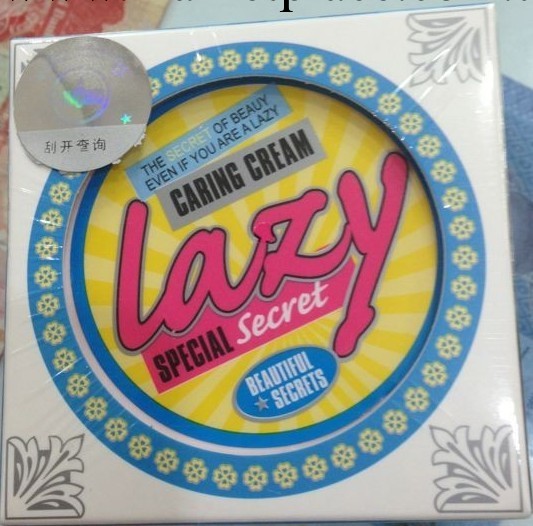 刮开查询
THE SECRET OF BEAUY
EVEN IF YOU ARE A LAZY
CARING CREAM
lazy
SPECIAL Secret
BEAUTIFUL
SECRETS